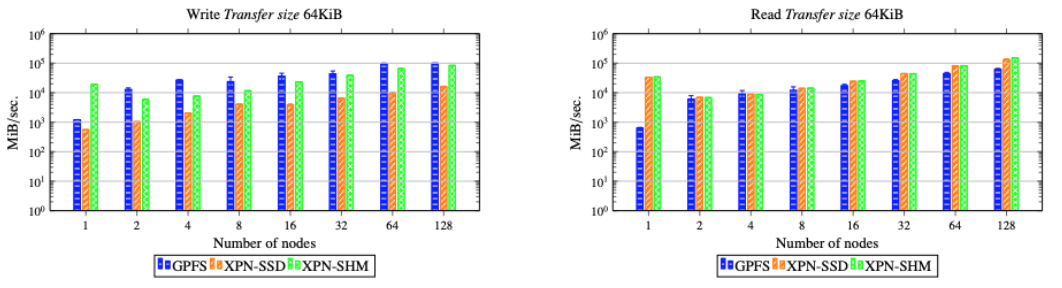 Write Transfer size 64KiB
MiB/sec.
10^6
10^5
10^4
10^3
10^2
10^1
10^0
1 2 4 8 16 32 64 128
Number of nodes
GPFS XPN-SSD XPN-SHM
Read Transfer size 64KiB
MiB/sec.
10^6
10^5
10^4
10^3
10^2
10^1
10^0
1 2 4 8 16 32 64 128
Number of nodes
GPFS XPN-SSD XPN-SHM